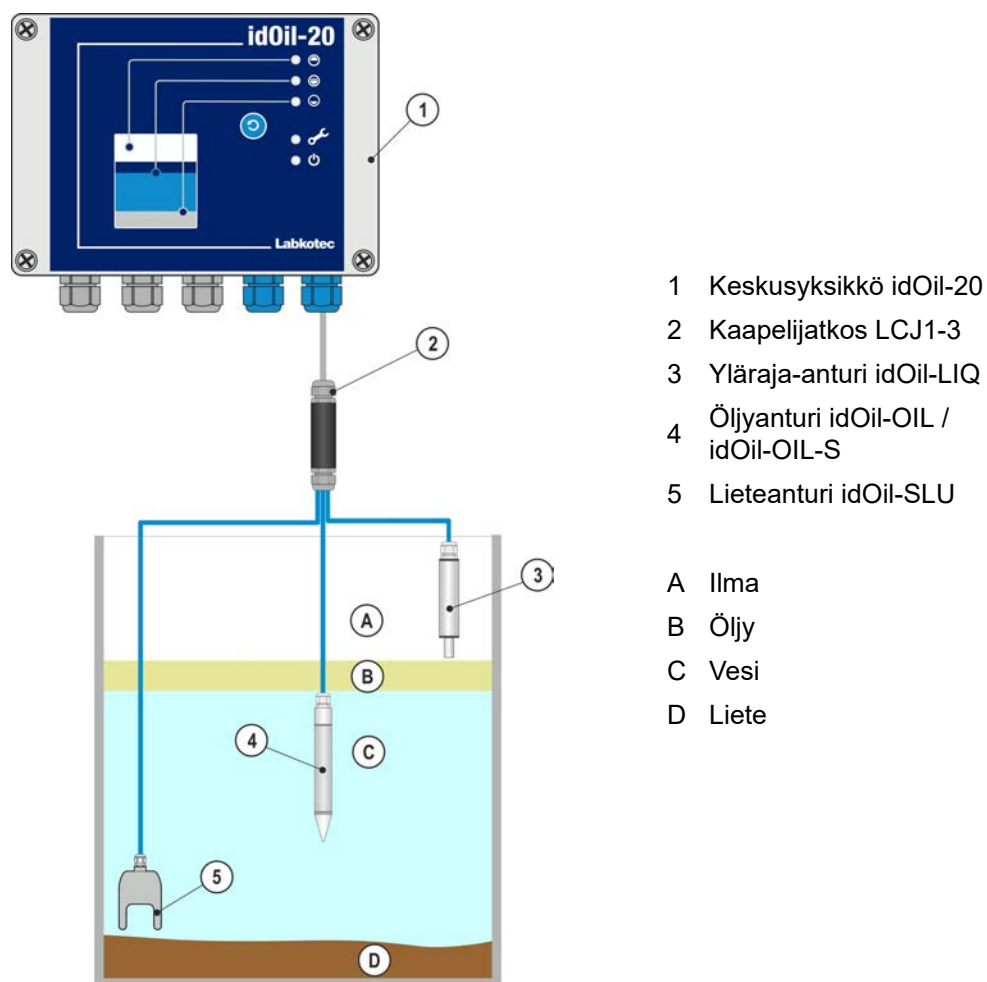 idOil-20
Labkotec
1
2
3
A
B
4
C
5
D
1 Keskusyksikkö idOil-20
2 Kaapelijatkos LCJ1-3
3 Yläraja-anturi idOil-LIQ
4 Öljyanturi idOil-OIL /
idOil-OIL-S
5 Lieteanturi idOil-SLU
A Ilma
B Öljy
C Vesi
D Liete